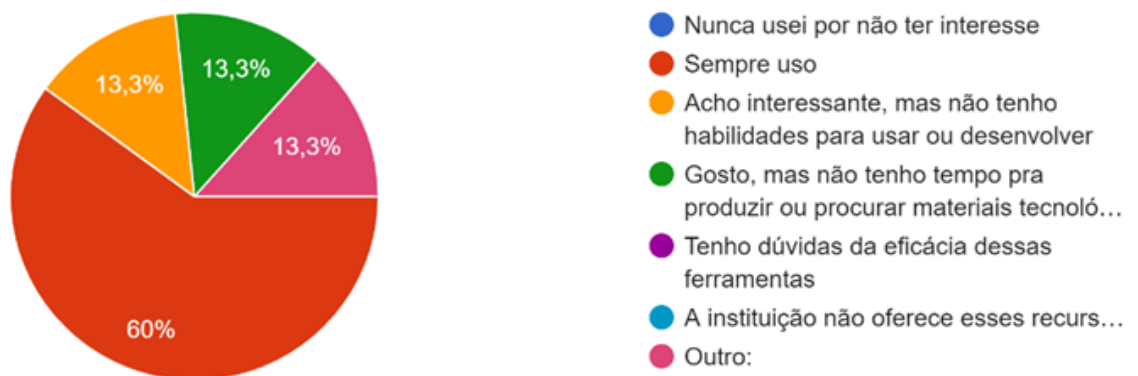 13,3%
13,3%
13,3%
60%
Nunca usei por não ter interesse
Sempre uso
Acho interessante, mas não tenho
habilidades para usar ou desenvolver
Gosto, mas não tenho tempo pra
produzir ou procurar materiais tecnoló…
Tenho dúvidas da eficácia dessas
ferramentas
A instituição não oferece esses recurs…
Outro: